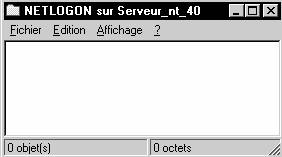 NETLOGON sur Serveur_nt_40
Fichier Edition Affichage ?
0 objet(s) 0 octets